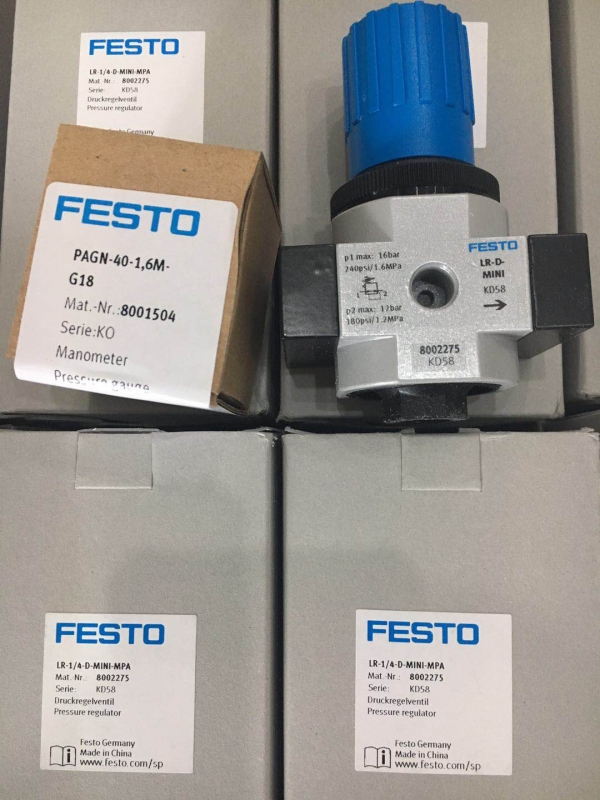 FESTO
LR-1/4-D-MINI-MPA
Mat. Nr.: 8002275
Serie: KD58
Druckregelventil
Pressure regulator
Festo Germany
FESTO
PAGN-40-1,6M-
G18
Mat.-Nr.:8001504
Serie:KO
Manometer
Pressure gauge
p1 max: 16bar
240psi/1.6MPa
1 2
p2 max: 12bar
180psi/1.2MPa
FESTO
LR-D-
MINI
KD58
8002275
KD58
FESTO
LR-1/4-D-MINI-MPA
Mat. Nr.: 8002275
Serie: KD58
Druckregelventil
Pressure regulator
Festo Germany
Made in China
www.festo.com/sp
FESTO
LR-1/4-D-MINI-MPA
Mat. -Nr.: 8002275
Serie: KD58
Druckregelventil
Pressure regulator
Festo Germany
Made in China
www.festo.com/sp